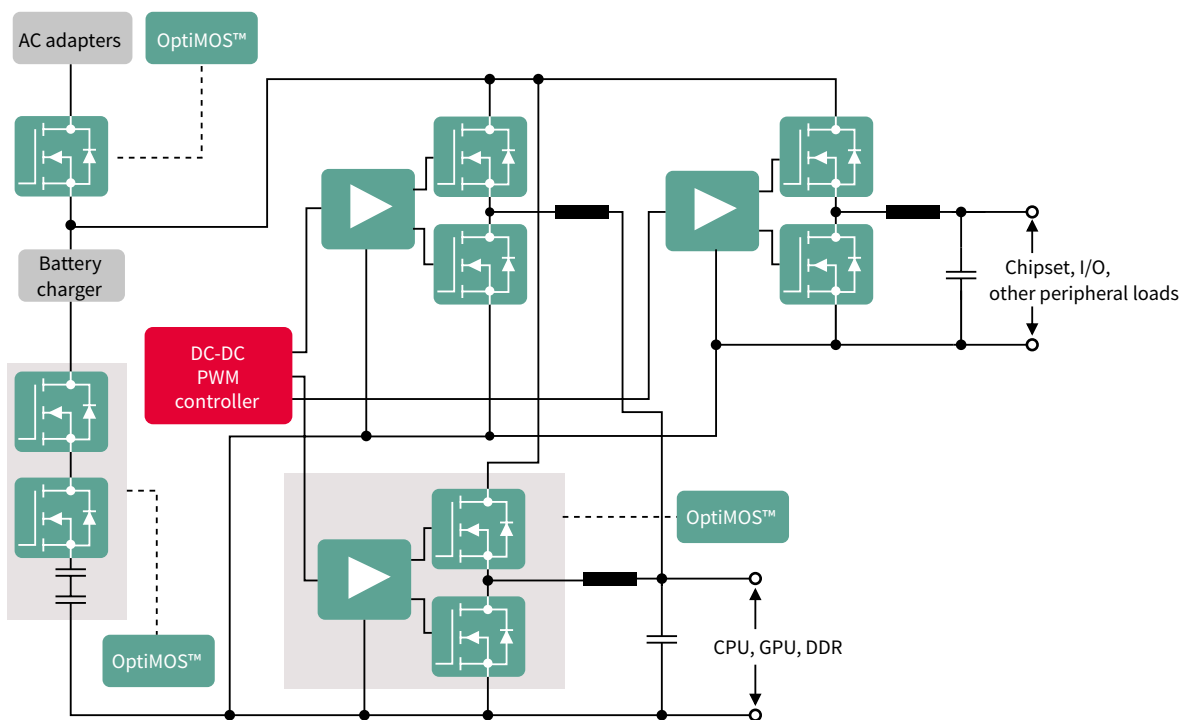 AC adapters
OptiMOS™
Battery
charger
Chipset, I/O,
other peripheral loads
DC-DC
PWM
controller
OptiMOS™
CPU, GPU, DDR
OptiMOS™